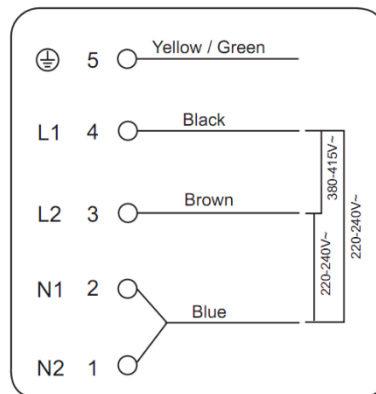 5 Yellow / Green
L1 4 Black
L2 3 Brown
N1 2
Blue
N2 1
380-415V~
220-240V~
220-240V~